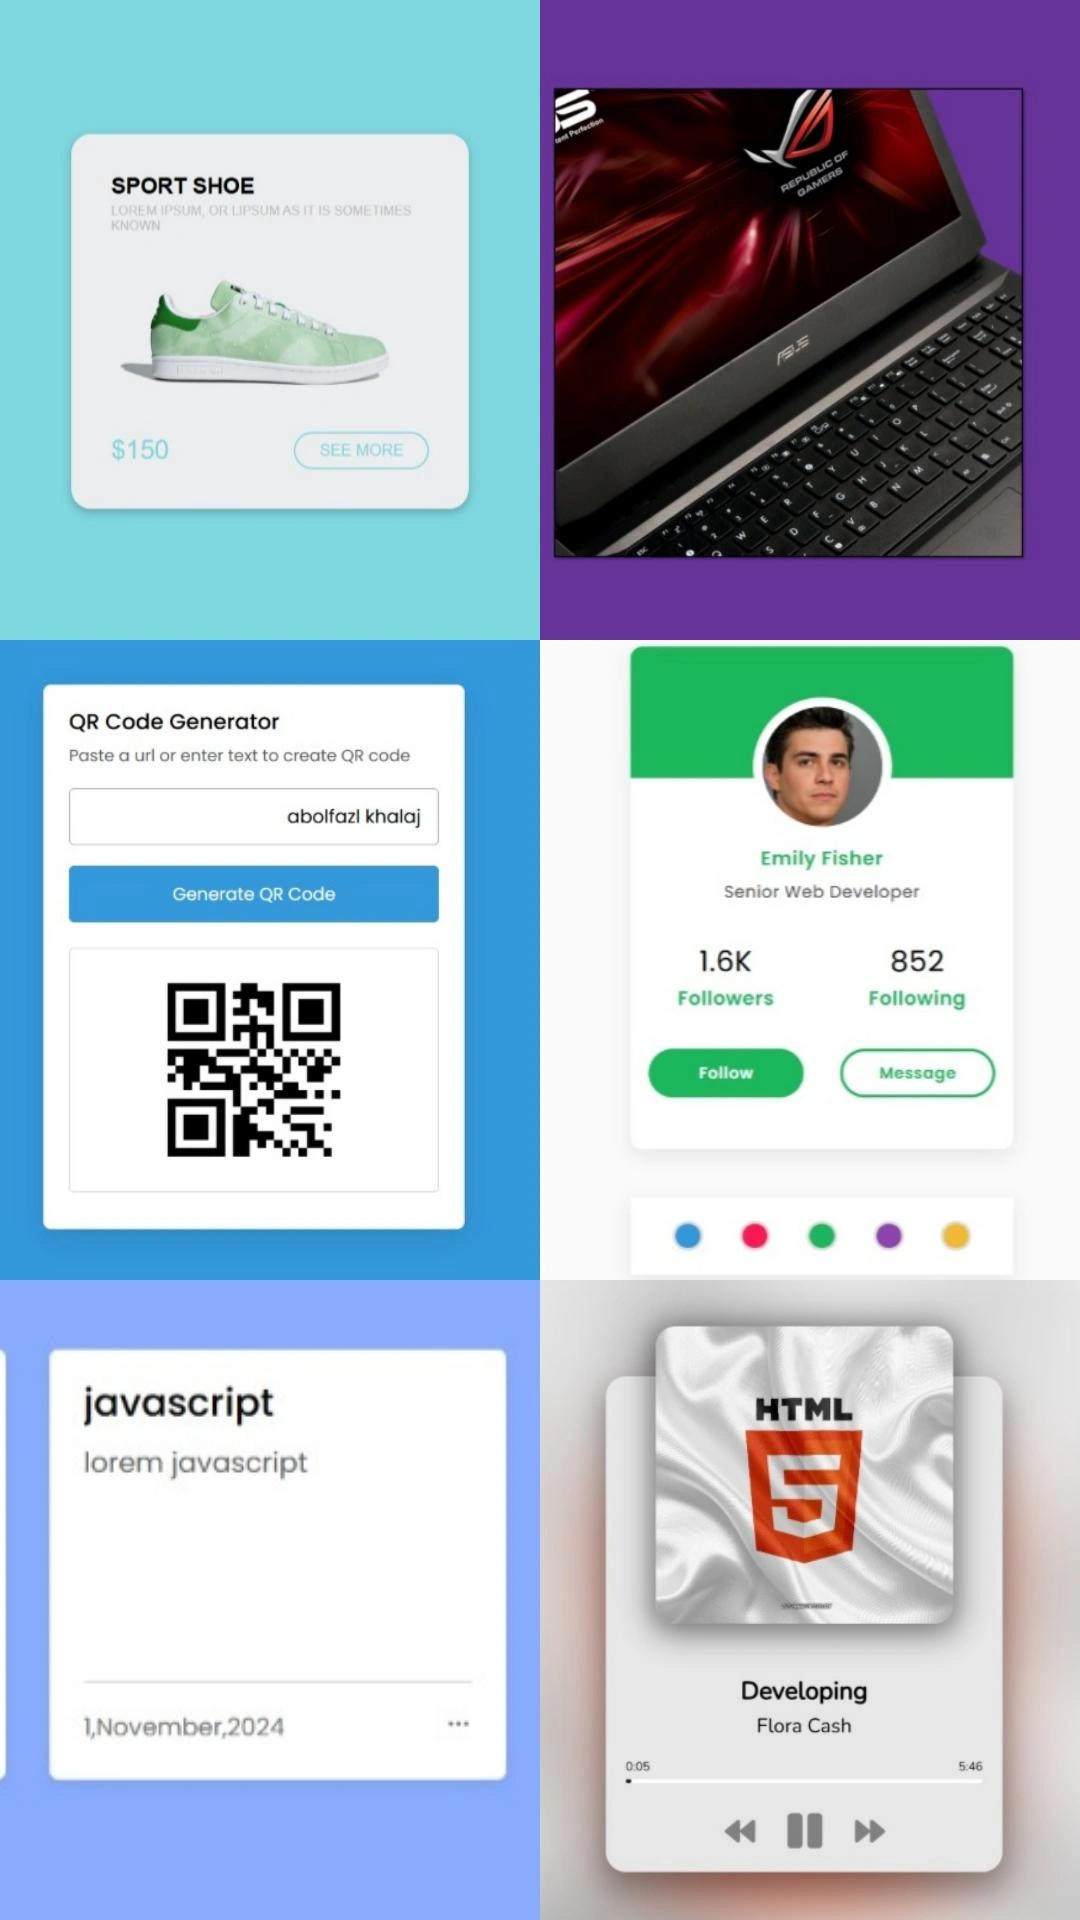 SPORT SHOE
LOREM IPSUM, OR LIPSUM AS IT IS SOMETIMES
KNOWN
$150
SEE MORE
REPUBLIC OF
GAMERS
ASUS
QR Code Generator
Paste a url or enter text to create QR code
abolfazl khalaj
Generate QR Code
Emily Fisher
Senior Web Developer
1.6K
852
Followers
Following
Follow
Message
javascript
lorem javascript
1,November,2024
...
HTML
5
Developing
Flora Cash
0:05
5:46